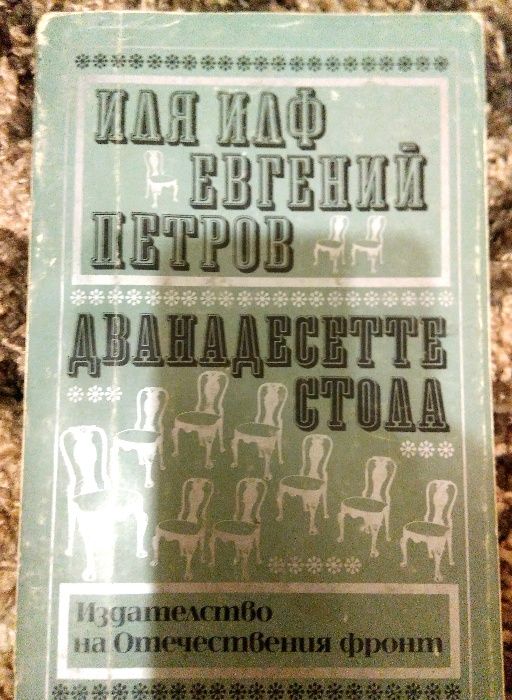 ИЛЯ ИЛФ
ЕВГЕНИЙ
ПЕТРОВ
ДВАНАДЕСЕТТЕ
СТОЛА
Издателство
на Отечествения фронт